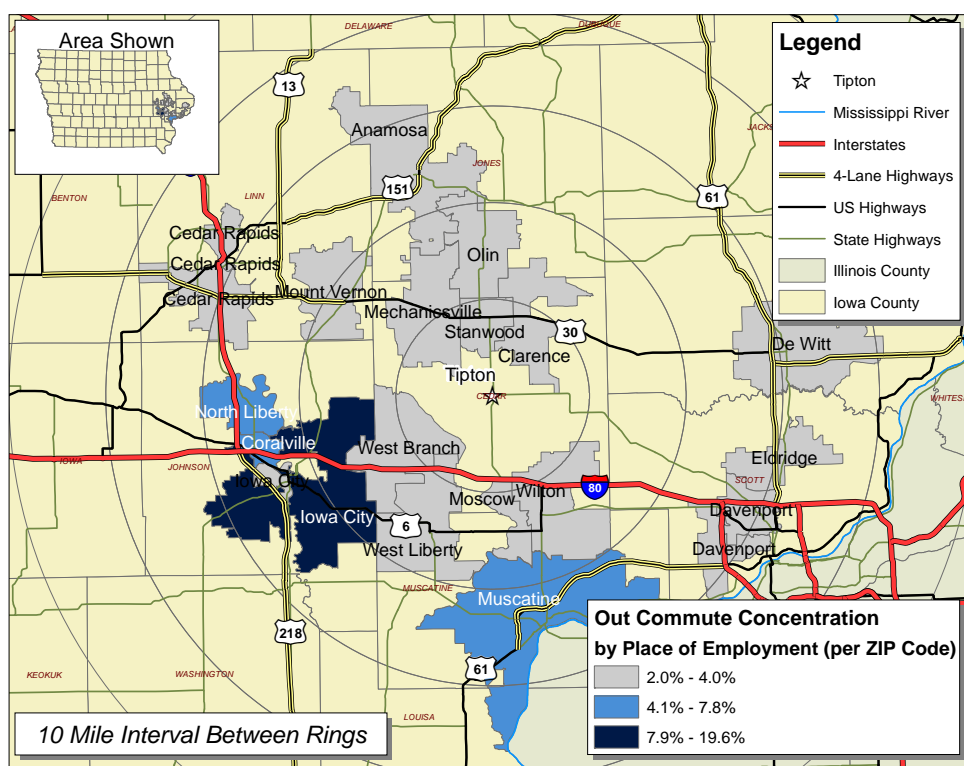 Area Shown
DELAWARE
DUBUQUE
Legend
Tipton
Mississippi River
Interstates
4-Lane Highways
US Highways
State Highways
Illinois County
Iowa County
13
Anamosa
JONES
JACKS
BENTON
LINN
151
61
Cedar Rapids
Cedar Rapids
Cedar Rapids
Olin
Mount Vernon
Mechanicsville
Stanwood
30
Clarence
De Witt
Tipton
CEDAR
WHITES
North Liberty
Coralville
West Branch
IOWA
JOHNSON
Eldridge
SCOTT
Iowa City
Moscow
Wilton
80
Iowa City
6
Davenport
West Liberty
Davenport
MUSCATINE
Muscatine
218
61
KEOKUK
WASHINGTON
LOUISA
Out Commute Concentration
by Place of Employment (per ZIP Code)
2.0% - 4.0%
4.1% - 7.8%
7.9% - 19.6%
10 Mile Interval Between Rings